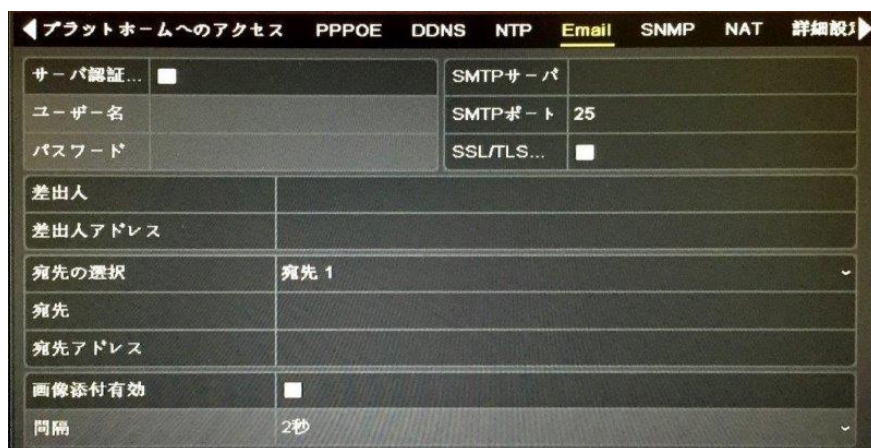 プラットホームへのアクセス PPPOE DDNS NTP Email SNMP NAT 詳細設定
サーバ認証... SMTPサーバ
ユーザー名 SMTPポート 25
パスワード SSL/TLS...
差出人
差出人アドレス
宛先の選択 宛先 1
宛先
宛先アドレス
画像添付有効
間隔 2秒